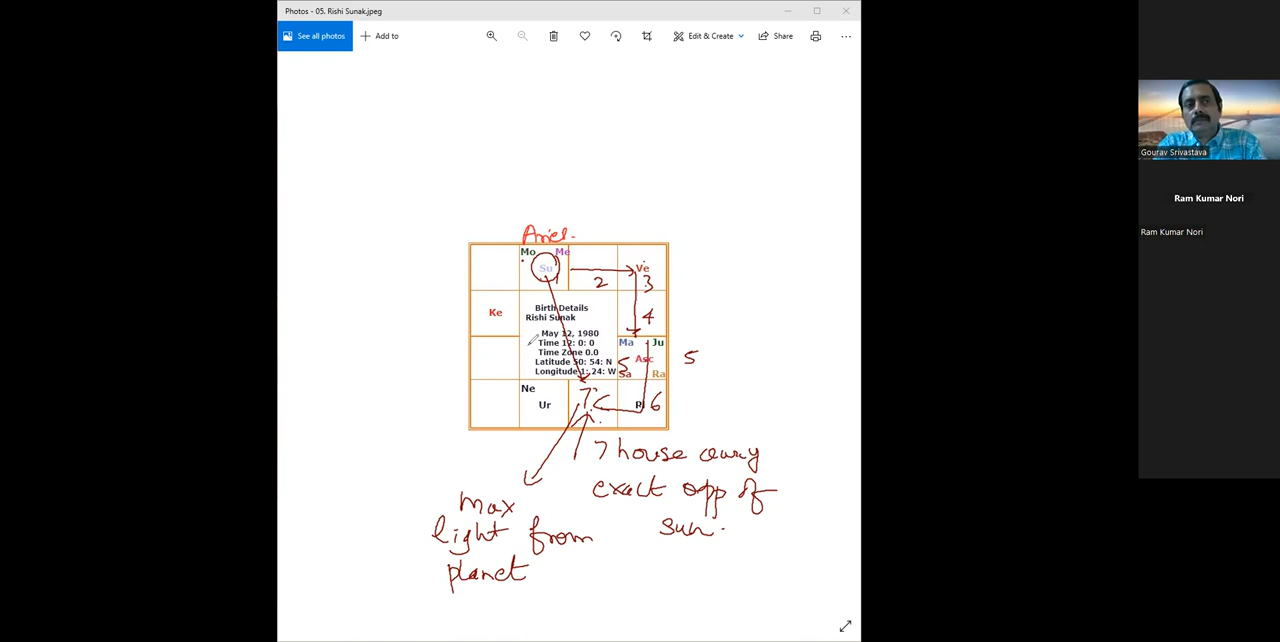 Photos - 05. Rishi Sunak.jpeg
See all photos
Add to
Edit & Create
Share
Gourav Srivastava
Ram Kumar Nori
Ram Kumar Nori
Aries.
Mo Me
Su Ve
2 3
Ke
Birth Details
Rishi Sunak
May 12, 1980
Time 12: 0: 0
Time Zone 0.0
Latitude 50: 54: N
Longitude 1: 24: W
4
Ma Ju
5 Asc 5
Sa Ra
Ne
Ur 7 6
7 house away
exact opp of
sun.
Max
light from
planet